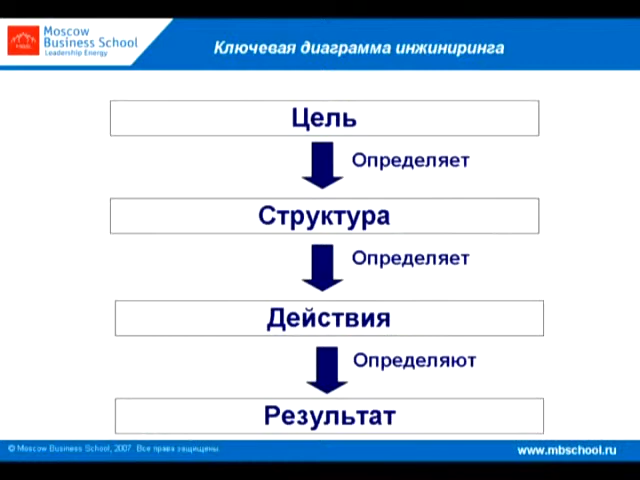 Moscow
Business School
Leadership Energy
Ключевая диаграмма инжиниринга
Цель
Определяет
Структура
Определяет
Действия
Определяют
Результат
© Moscow Business School, 2007. Все права защищены.
www.mbschool.ru